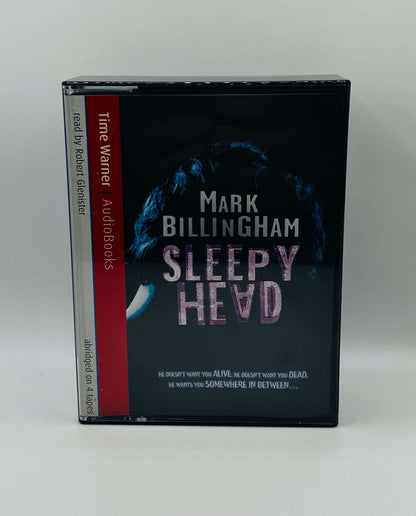 MARK
BILLINGHAM
SLEEPY
HEAD
HE DOESN'T WANT YOU ALIVE. HE DOESN'T WANT YOU DEAD.
HE WANTS YOU SOMEWHERE IN BETWEEN...
Time Warner | AudioBooks
read by Robert Glenister
abridged on 4 tapes